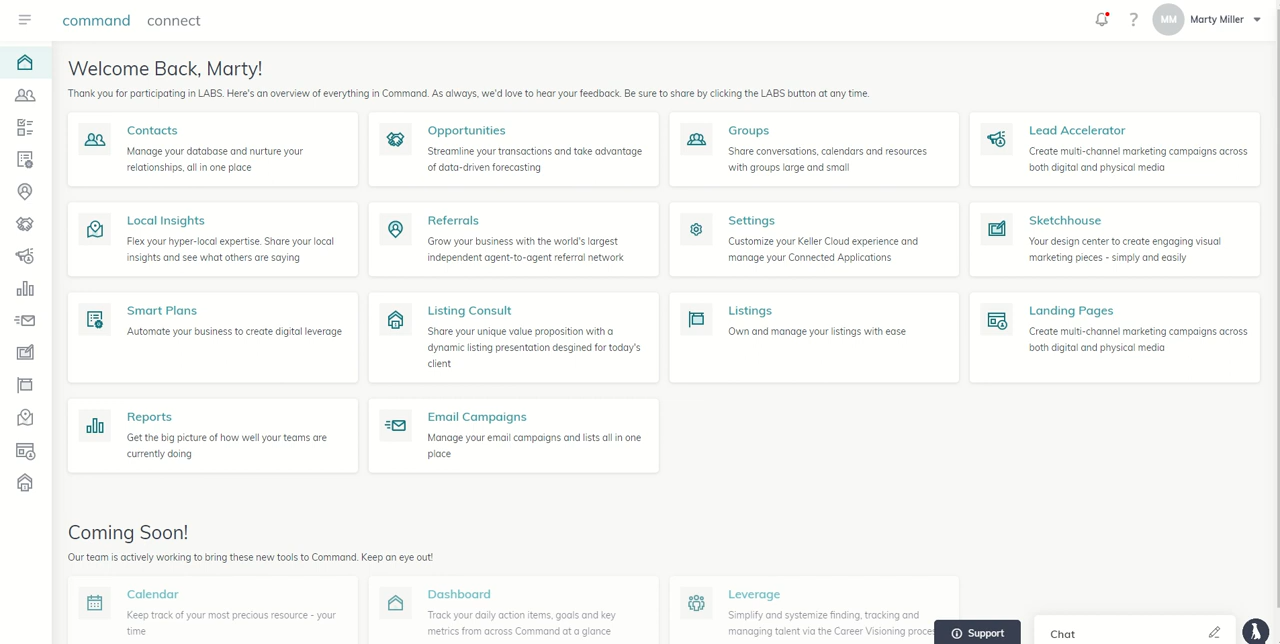 command connect
? MM Marty Miller
Welcome Back, Marty!
Thank you for participating in LABS. Here's an overview of everything in Command. As always, we'd love to hear your feedback. Be sure to share by clicking the LABS button at any time.
Contacts
Manage your database and nurture your
relationships, all in one place
Opportunities
Streamline your transactions and take advantage
of data-driven forecasting
Groups
Share conversations, calendars and resources
with groups large and small
Lead Accelerator
Create multi-channel marketing campaigns across
both digital and physical media
Local Insights
Flex your hyper-local expertise. Share your local
insights and see what others are saying
Referrals
Grow your business with the world's largest
independent agent-to-agent referral network
Settings
Customize your Keller Cloud experience and
manage your Connected Applications
Sketchhouse
Your design center to create engaging visual
marketing pieces - simply and easily
Smart Plans
Automate your business to create digital leverage
Listing Consult
Share your unique value proposition with a
dynamic listing presentation desgined for today's
client
Listings
Own and manage your listings with ease
Landing Pages
Create multi-channel marketing campaigns across
both digital and physical media
Reports
Get the big picture of how well your teams are
currently doing
Email Campaigns
Manage your email campaigns and lists all in one
place
Coming Soon!
Our team is actively working to bring these new tools to Command. Keep an eye out!
Calendar
Keep track of your most precious resource - your
time
Dashboard
Track your daily action items, goals and key
metrics from across Command at a glance
Leverage
Simplify and systemize finding, tracking and
managing talent via the Career Visioning
Support
Chat